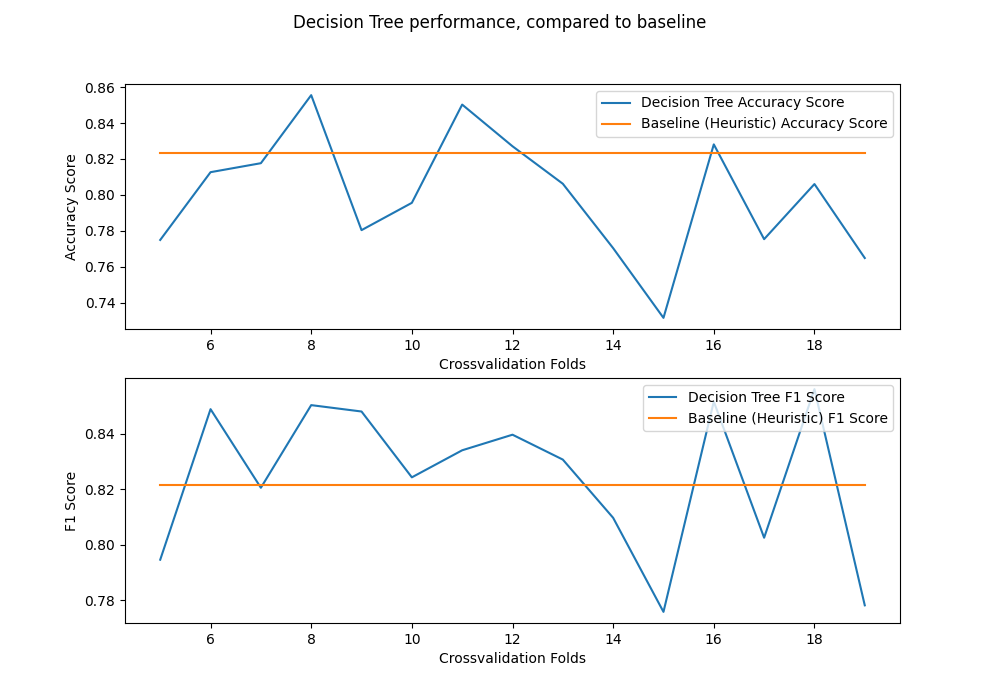 Decision Tree performance, compared to baseline
0.86
0.84
0.82
0.80
0.78
0.76
0.74
Accuracy Score
Decision Tree Accuracy Score
Baseline (Heuristic) Accuracy Score
6 8 10 12 14 16 18
Crossvalidation Folds
0.84
0.82
0.80
0.78
F1 Score
Decision Tree F1 Score
Baseline (Heuristic) F1 Score
6 8 10 12 14 16 18
Crossvalidation Folds